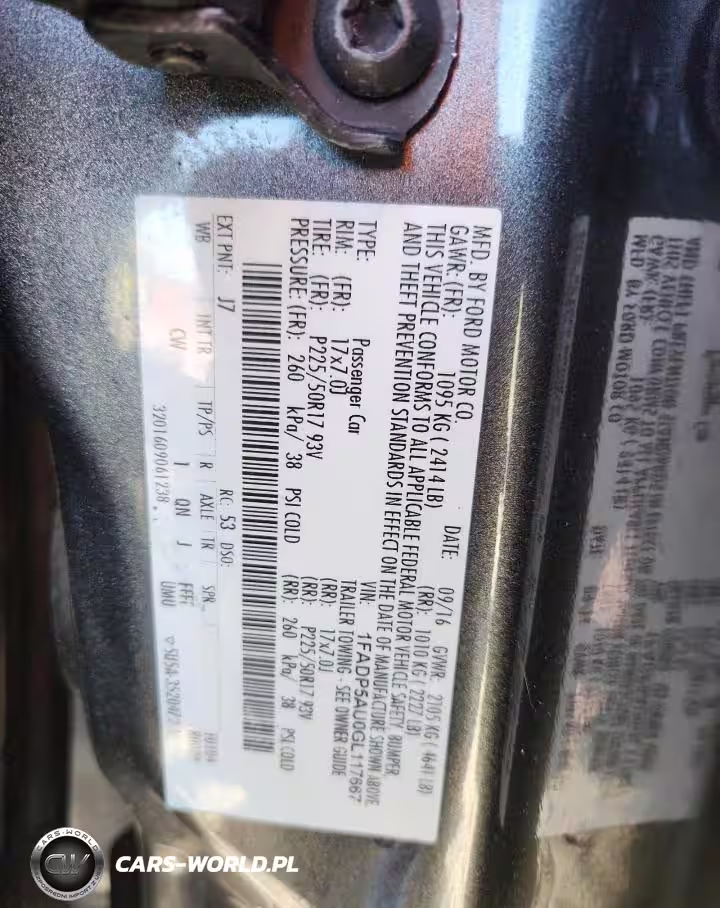 MFD. BY FORD MOTOR CO.
DATE: 09/16 GVWR: 2105 KG (4641 LB)
GAWR: (FR): 1095 KG (2414 LB) (RR): 1010 KG (2227 LB)
THIS VEHICLE CONFORMS TO ALL APPLICABLE FEDERAL MOTOR VEHICLE SAFETY, BUMPER,
AND THEFT PREVENTION STANDARDS IN EFFECT ON THE DATE OF MANUFACTURE SHOWN ABOVE
VIN: 1FADP5AU0GL117667
TYPE: Passenger Car TRAILER TOWING - SEE OWNER GUIDE
RIM: (FR): 17x7.0J (RR): 17x7.0J
TIRE: (FR): P225/50R17 93V (RR): P225/50R17 93V
PRESSURE: (FR): 260 kPa/ 38 PSI COLD (RR): 260 kPa/ 38 PSI COLD
EXT PNT: J7 RC: 53 DSO:
WB INT TR TP/PS R AXLE TR SPR
CW I QN J
3201609061238
CARS-WORLD
CW
CARS-WORLD.PL